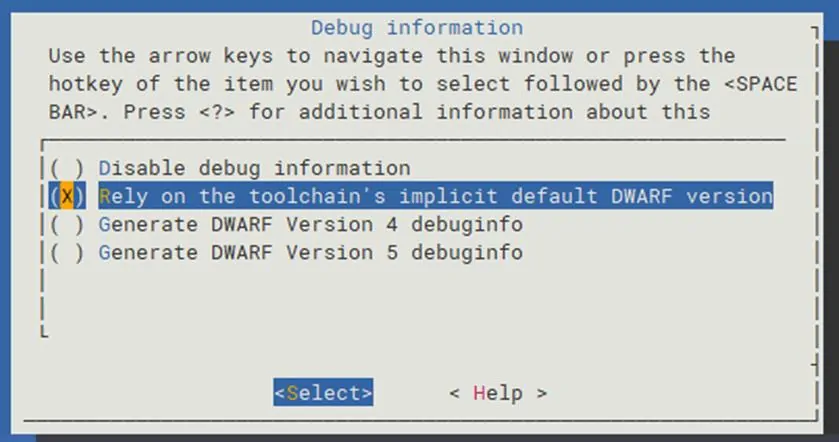 Debug information
Use the arrow keys to navigate this window or press the
hotkey of the item you wish to select followed by the <SPACE
BAR>. Press <?> for additional information about this
( ) Disable debug information
(X) Rely on the toolchain's implicit default DWARF version
( ) Generate DWARF Version 4 debuginfo
( ) Generate DWARF Version 5 debuginfo
<Select> < Help >